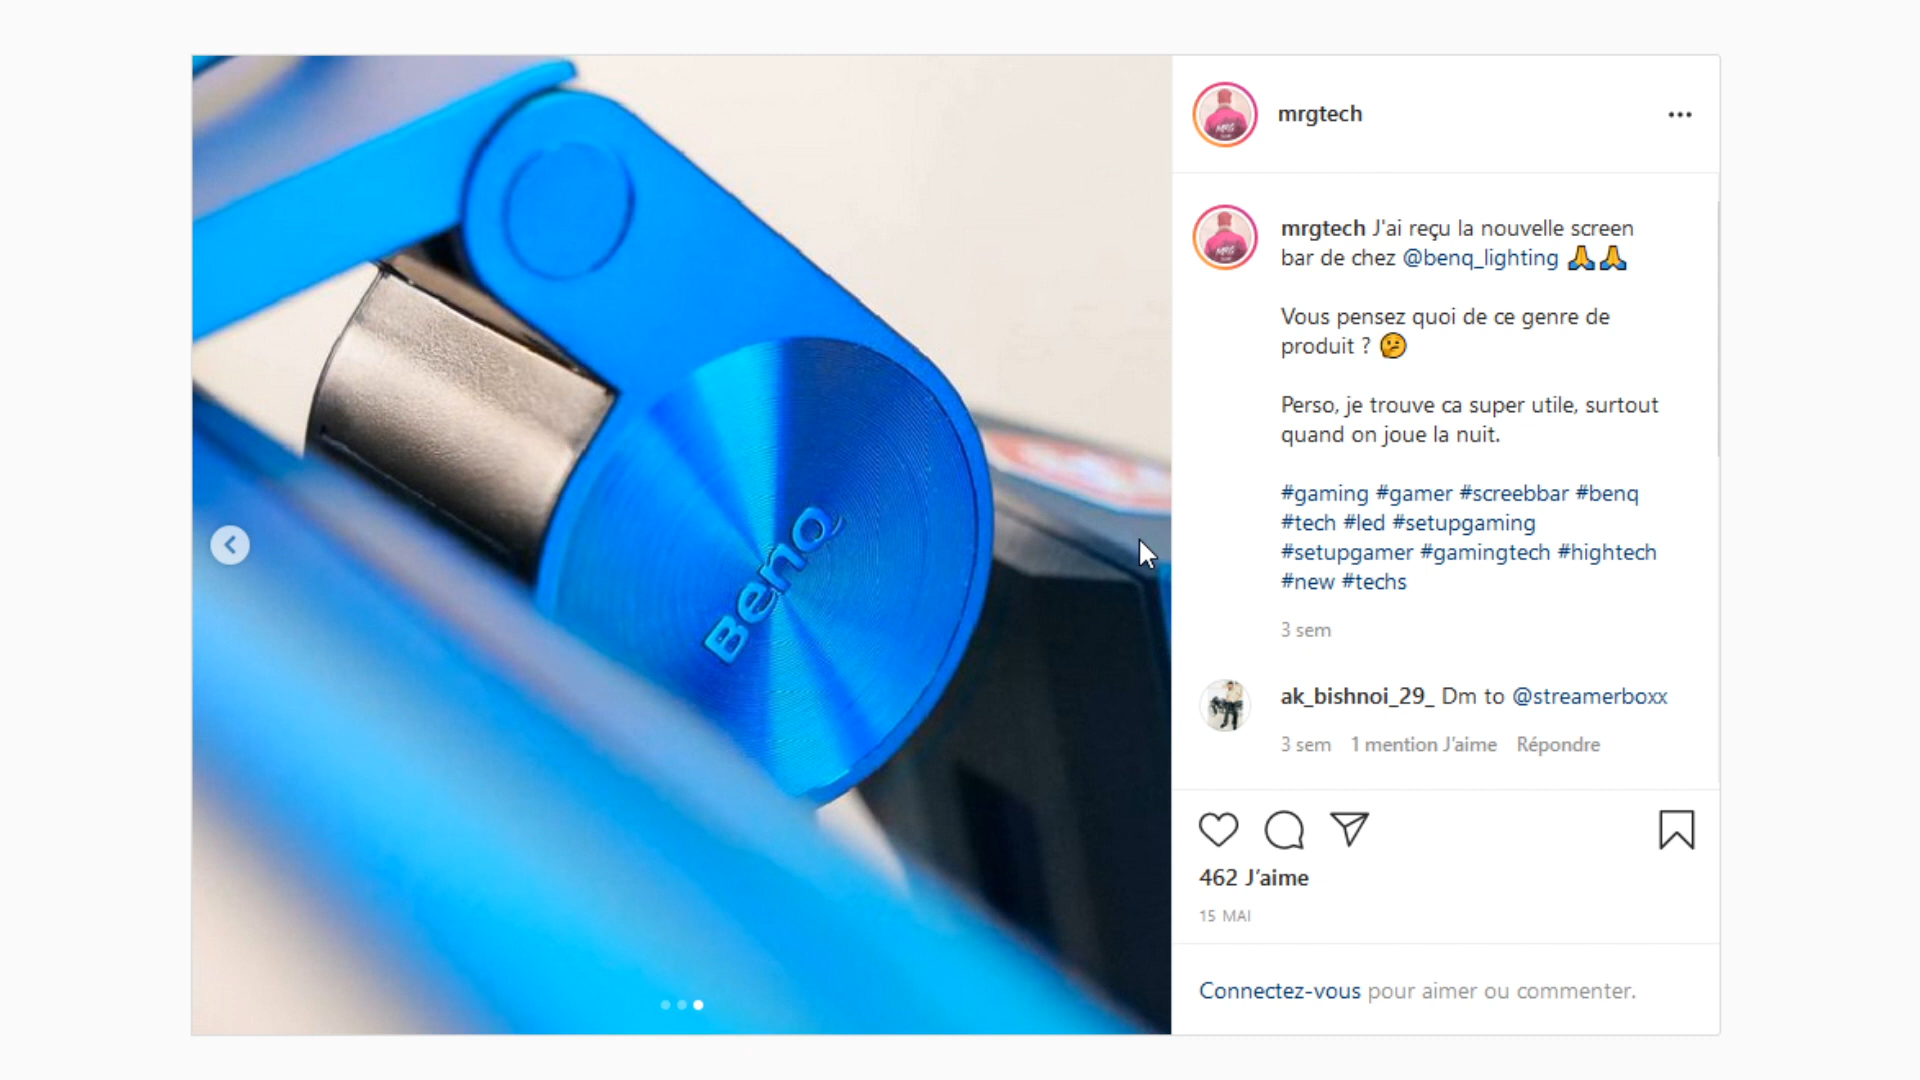 BenQ
mrgtech
mrgtech J'ai reçu la nouvelle screen
bar de chez @benq_lighting 🙏🙏
Vous pensez quoi de ce genre de
produit ? 🤔
Perso, je trouve ca super utile, surtout
quand on joue la nuit.
#gaming #gamer #screebbar #benq
#tech #led #setupgaming
#setupgamer #gamingtech #hightech
#new #techs
3 sem
ak_bishnoi_29_ Dm to @streamerboxx
3 sem 1 mention J'aime Répondre
462 J'aime
15 MAI
Connectez-vous pour aimer ou commenter.